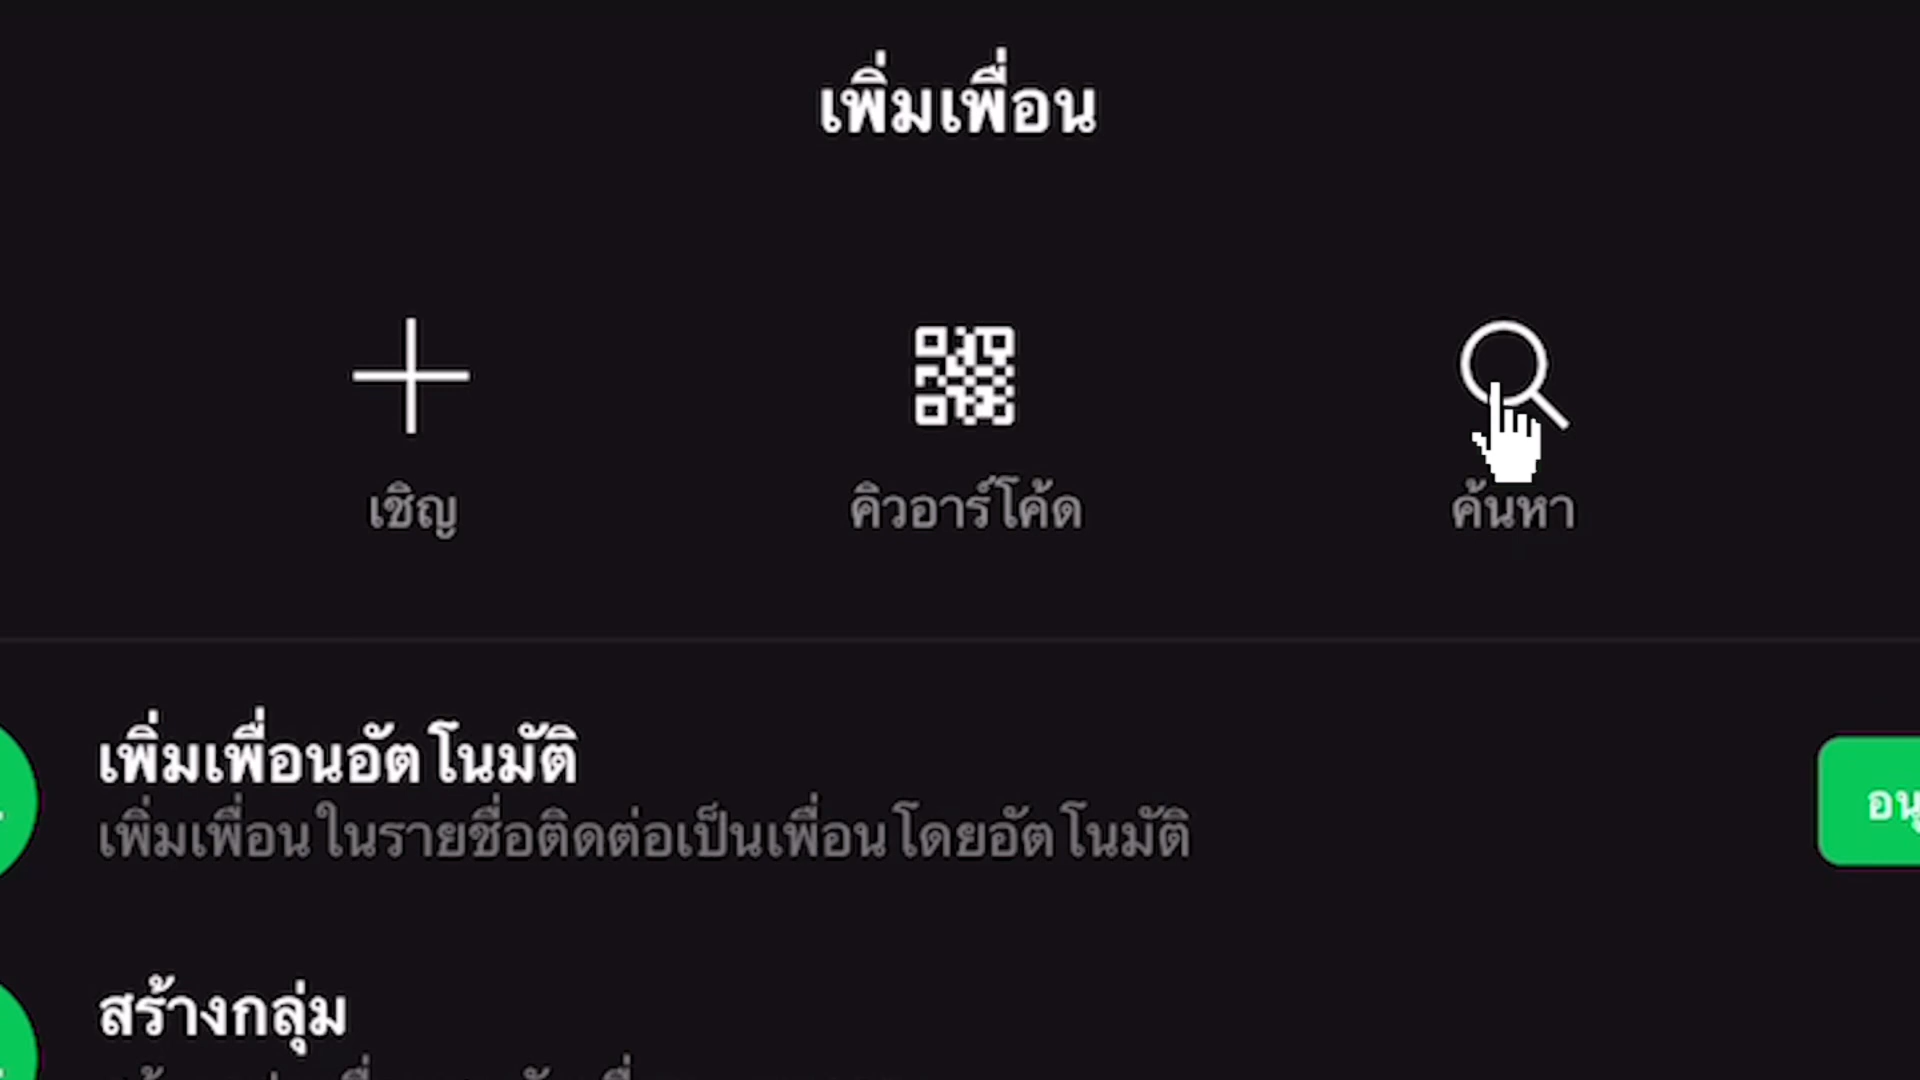 เพิ่มเพื่อน
เชิญ
คิวอาร์โค้ด
ค้นหา
เพิ่มเพื่อนอัตโนมัติ
เพิ่มเพื่อนในรายชื่อติดต่อเป็นเพื่อนโดยอัตโนมัติ
สร้างกลุ่ม